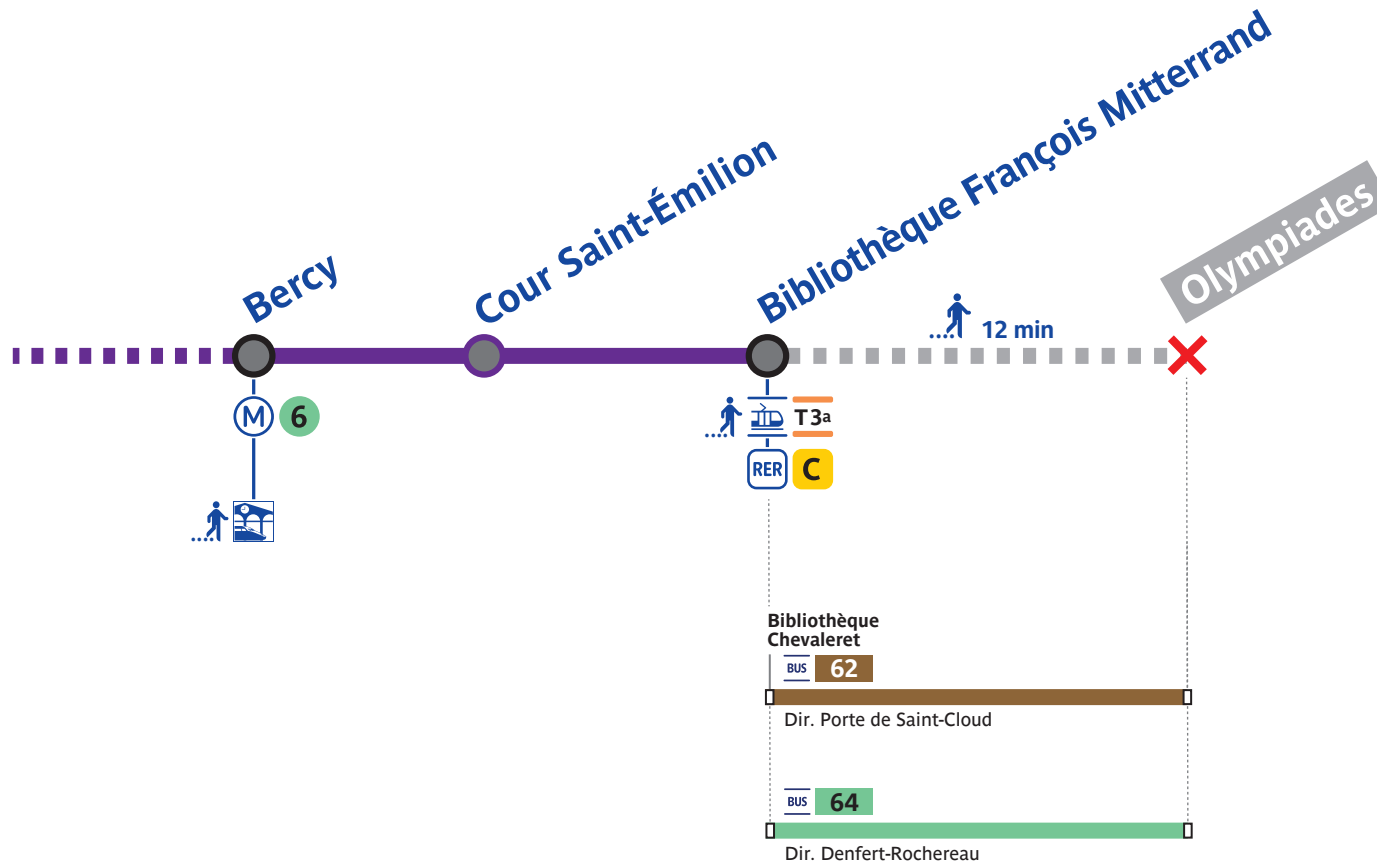 Bercy
Cour Saint-Émilion
Bibliothèque François Mitterrand
Olympiades
12 min
M 6
T3a
RER C
Bibliothèque
Chevaleret
BUS 62
Dir. Porte de Saint-Cloud
BUS 64
Dir. Denfert-Rochereau